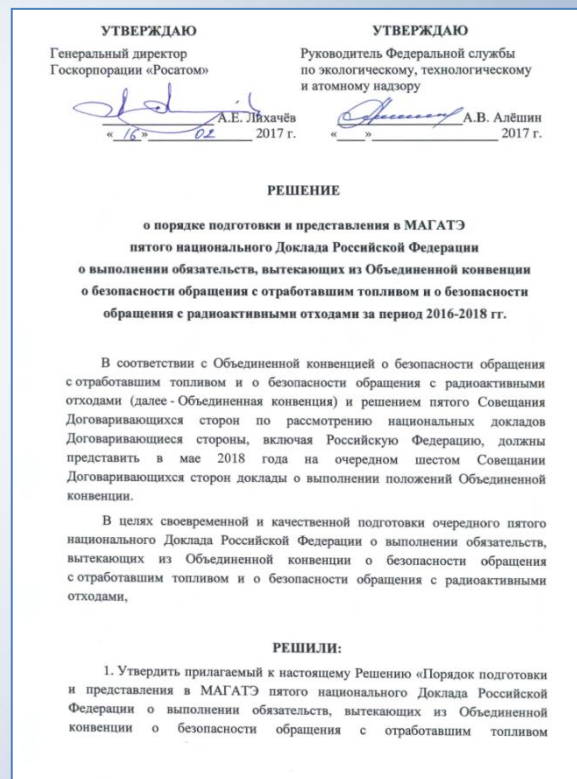 УТВЕРЖДАЮ
Генеральный директор
Госкорпорации «Росатом»
А.Е. Лихачёв
« 16 » 02 2017 г.
УТВЕРЖДАЮ
Руководитель Федеральной службы
по экологическому, технологическому
и атомному надзору
А.В. Алёшин
« » 2017 г.
РЕШЕНИЕ
о порядке подготовки и представления в МАГАТЭ
пятого национального Доклада Российской Федерации
о выполнении обязательств, вытекающих из Объединенной конвенции
о безопасности обращения с отработавшим топливом и о безопасности
обращения с радиоактивными отходами за период 2016-2018 гг.
В соответствии с Объединенной конвенцией о безопасности обращения
с отработавшим топливом и о безопасности обращения с радиоактивными
отходами (далее - Объединенная конвенция) и решением пятого Совещания
Договаривающихся сторон по рассмотрению национальных докладов
Договаривающиеся стороны, включая Российскую Федерацию, должны
представить в мае 2018 года на очередном шестом Совещании
Договаривающихся сторон доклады о выполнении положений Объединенной
конвенции.
В целях своевременной и качественной подготовки очередного пятого
национального Доклада Российской Федерации о выполнении обязательств,
вытекающих из Объединенной конвенции о безопасности обращения
с отработавшим топливом и о безопасности обращения с радиоактивными
отходами,
РЕШИЛИ:
1. Утвердить прилагаемый к настоящему Решению «Порядок подготовки
и представления в МАГАТЭ пятого национального Доклада Российской
Федерации о выполнении обязательств, вытекающих из Объединенной
конвенции о безопасности обращения с отработавшим топливом